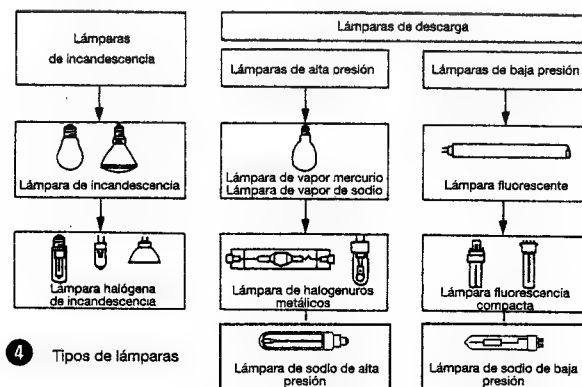 Lámparas
de incandescencia
Lámparas de descarga
Lámparas de alta presión
Lámparas de baja presión
Lámpara de incandescencia
Lámpara de vapor mercurio
Lámpara de vapor de sodio
Lámpara fluorescente
Lámpara halógena
de incandescencia
Lámpara de halogenuros
metálicos
Lámpara fluorescencia
compacta
Lámpara de sodio de alta
presión
Lámpara de sodio de baja
presión
4 Tipos de lámparas